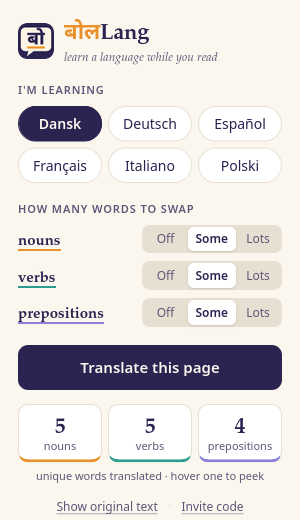 बो
बोलLang
learn a language while you read
I'M LEARNING
Dansk Deutsch Español
Français Italiano Polski
HOW MANY WORDS TO SWAP
nouns Off Some Lots
verbs Off Some Lots
prepositions Off Some Lots
Translate this page
5 5 4
nouns verbs prepositions
unique words translated · hover one to peek
Show original text · Invite code